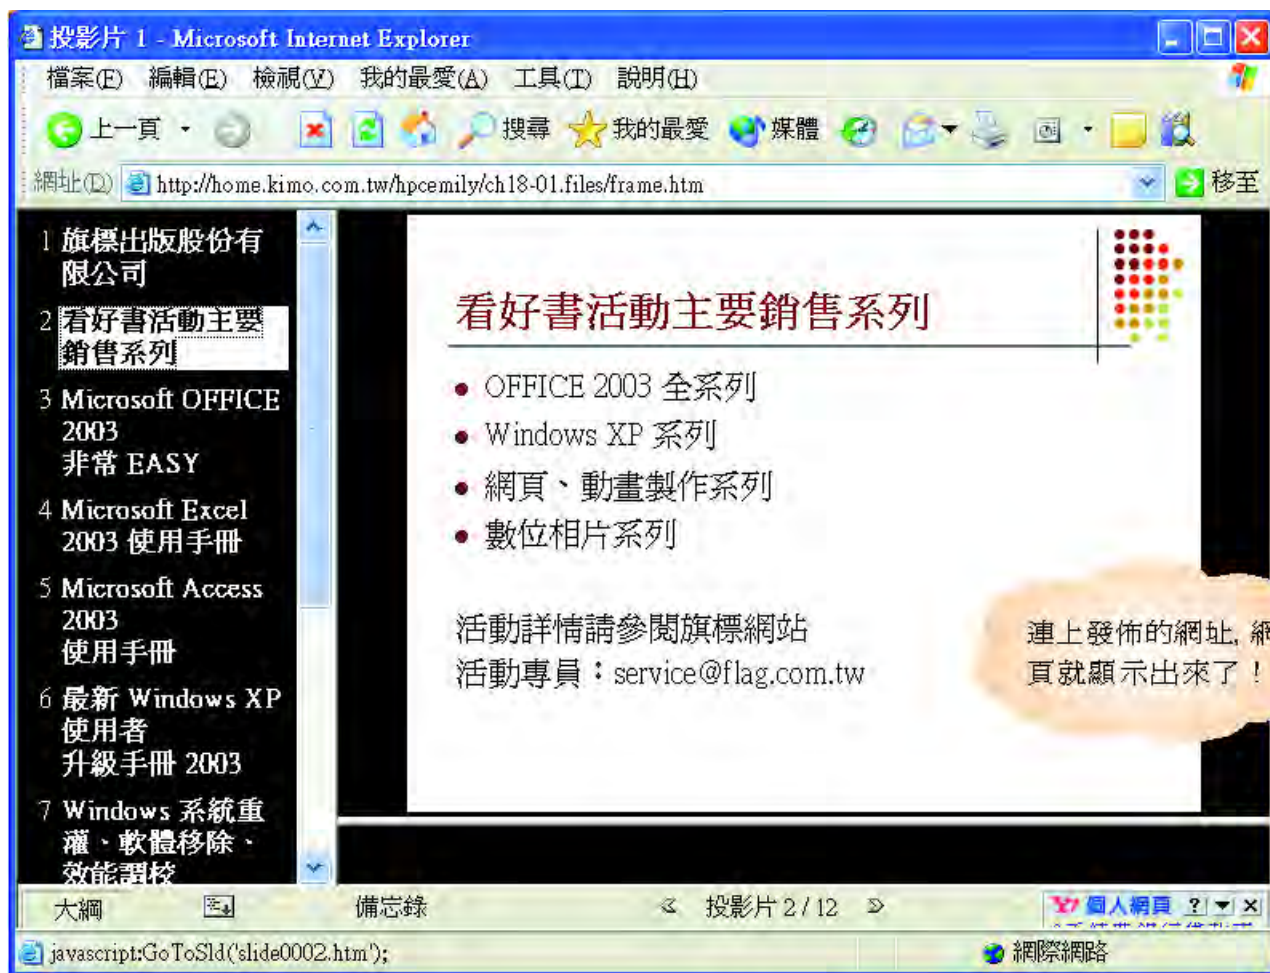 投影片 1 - Microsoft Internet Explorer
檔案(F) 編輯(E) 檢視(V) 我的最愛(A) 工具(T) 說明(H)
上一頁 搜尋 我的最愛 媒體
網址(D) http://home.kimo.com.tw/hpcemily/ch18-01.files/frame.htm 移至
1 旗標出版股份有
限公司
2 看好書活動主要
銷售系列
3 Microsoft OFFICE
2003
非常 EASY
4 Microsoft Excel
2003 使用手冊
5 Microsoft Access
2003
使用手冊
6 最新 Windows XP
使用者
升級手冊 2003
7 Windows 系統重
灌、軟體移除、
效能調校
看好書活動主要銷售系列
• OFFICE 2003 全系列
• Windows XP 系列
• 網頁、動畫製作系列
• 數位相片系列
活動詳情請參閱旗標網站
活動專員：service@flag.com.tw
連上發佈的網址, 網
頁就顯示出來了！
大綱 備忘錄 投影片 2 / 12 Y! 個人網頁 ? ×
javascript:GoToSld('slide0002.htm'); 網際網路